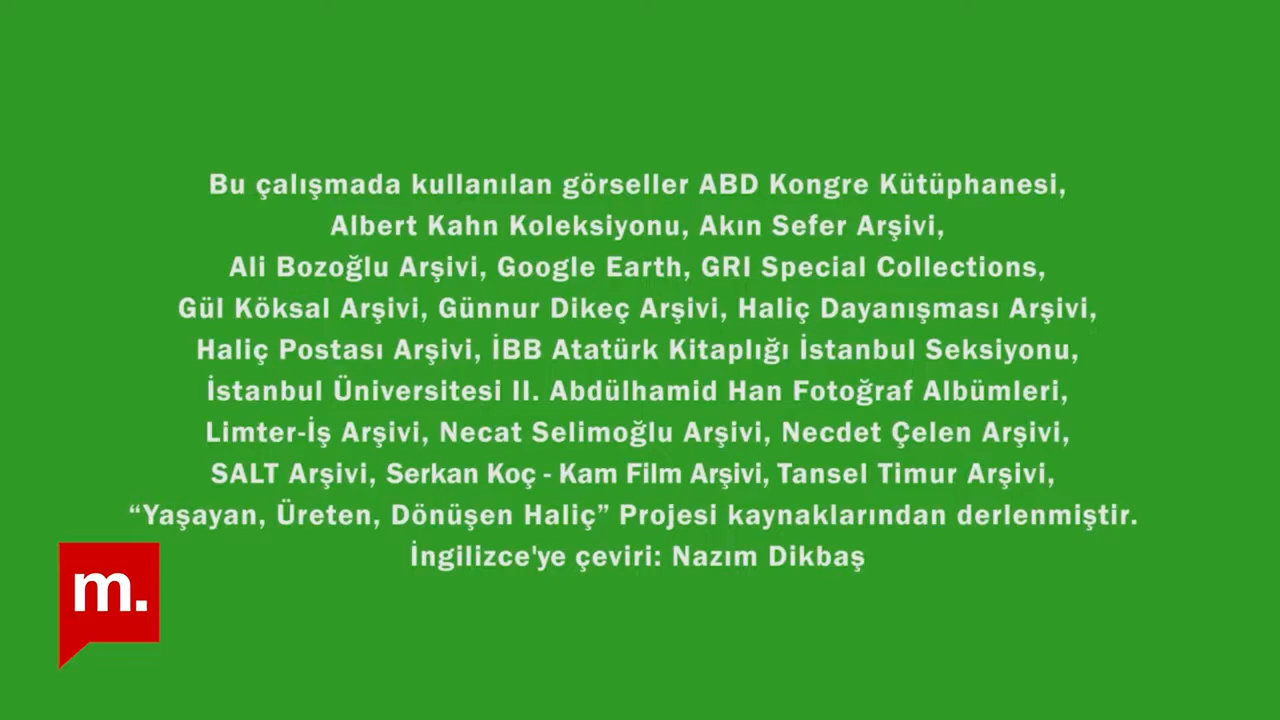 Bu çalışmada kullanılan görseller ABD Kongre Kütüphanesi,
Albert Kahn Koleksiyonu, Akın Sefer Arşivi,
Ali Bozoğlu Arşivi, Google Earth, GRI Special Collections,
Gül Köksal Arşivi, Günnur Dikeç Arşivi, Haliç Dayanışması Arşivi,
Haliç Postası Arşivi, İBB Atatürk Kitaplığı İstanbul Seksiyonu,
İstanbul Üniversitesi II. Abdülhamid Han Fotoğraf Albümleri,
Limter-İş Arşivi, Necat Selimoğlu Arşivi, Necdet Çelen Arşivi,
SALT Arşivi, Serkan Koç - Kam Film Arşivi, Tansel Timur Arşivi,
“Yaşayan, Üreten, Dönüşen Haliç” Projesi kaynaklarından derlenmiştir.
İngilizce'ye çeviri: Nazım Dikbaş
m.